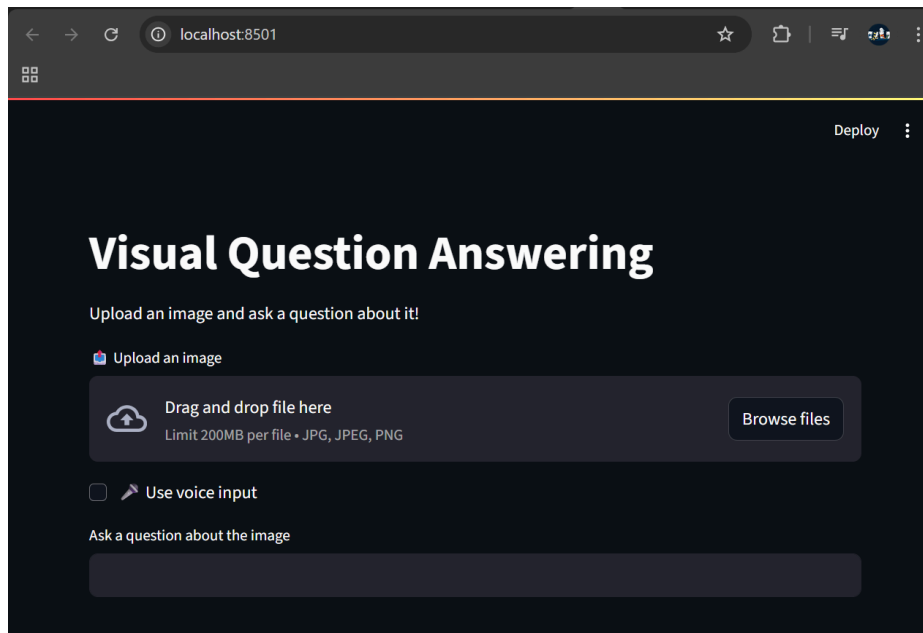 localhost:8501
Deploy
Visual Question Answering
Upload an image and ask a question about it!
Upload an image
Drag and drop file here
Limit 200MB per file • JPG, JPEG, PNG
Browse files
Use voice input
Ask a question about the image